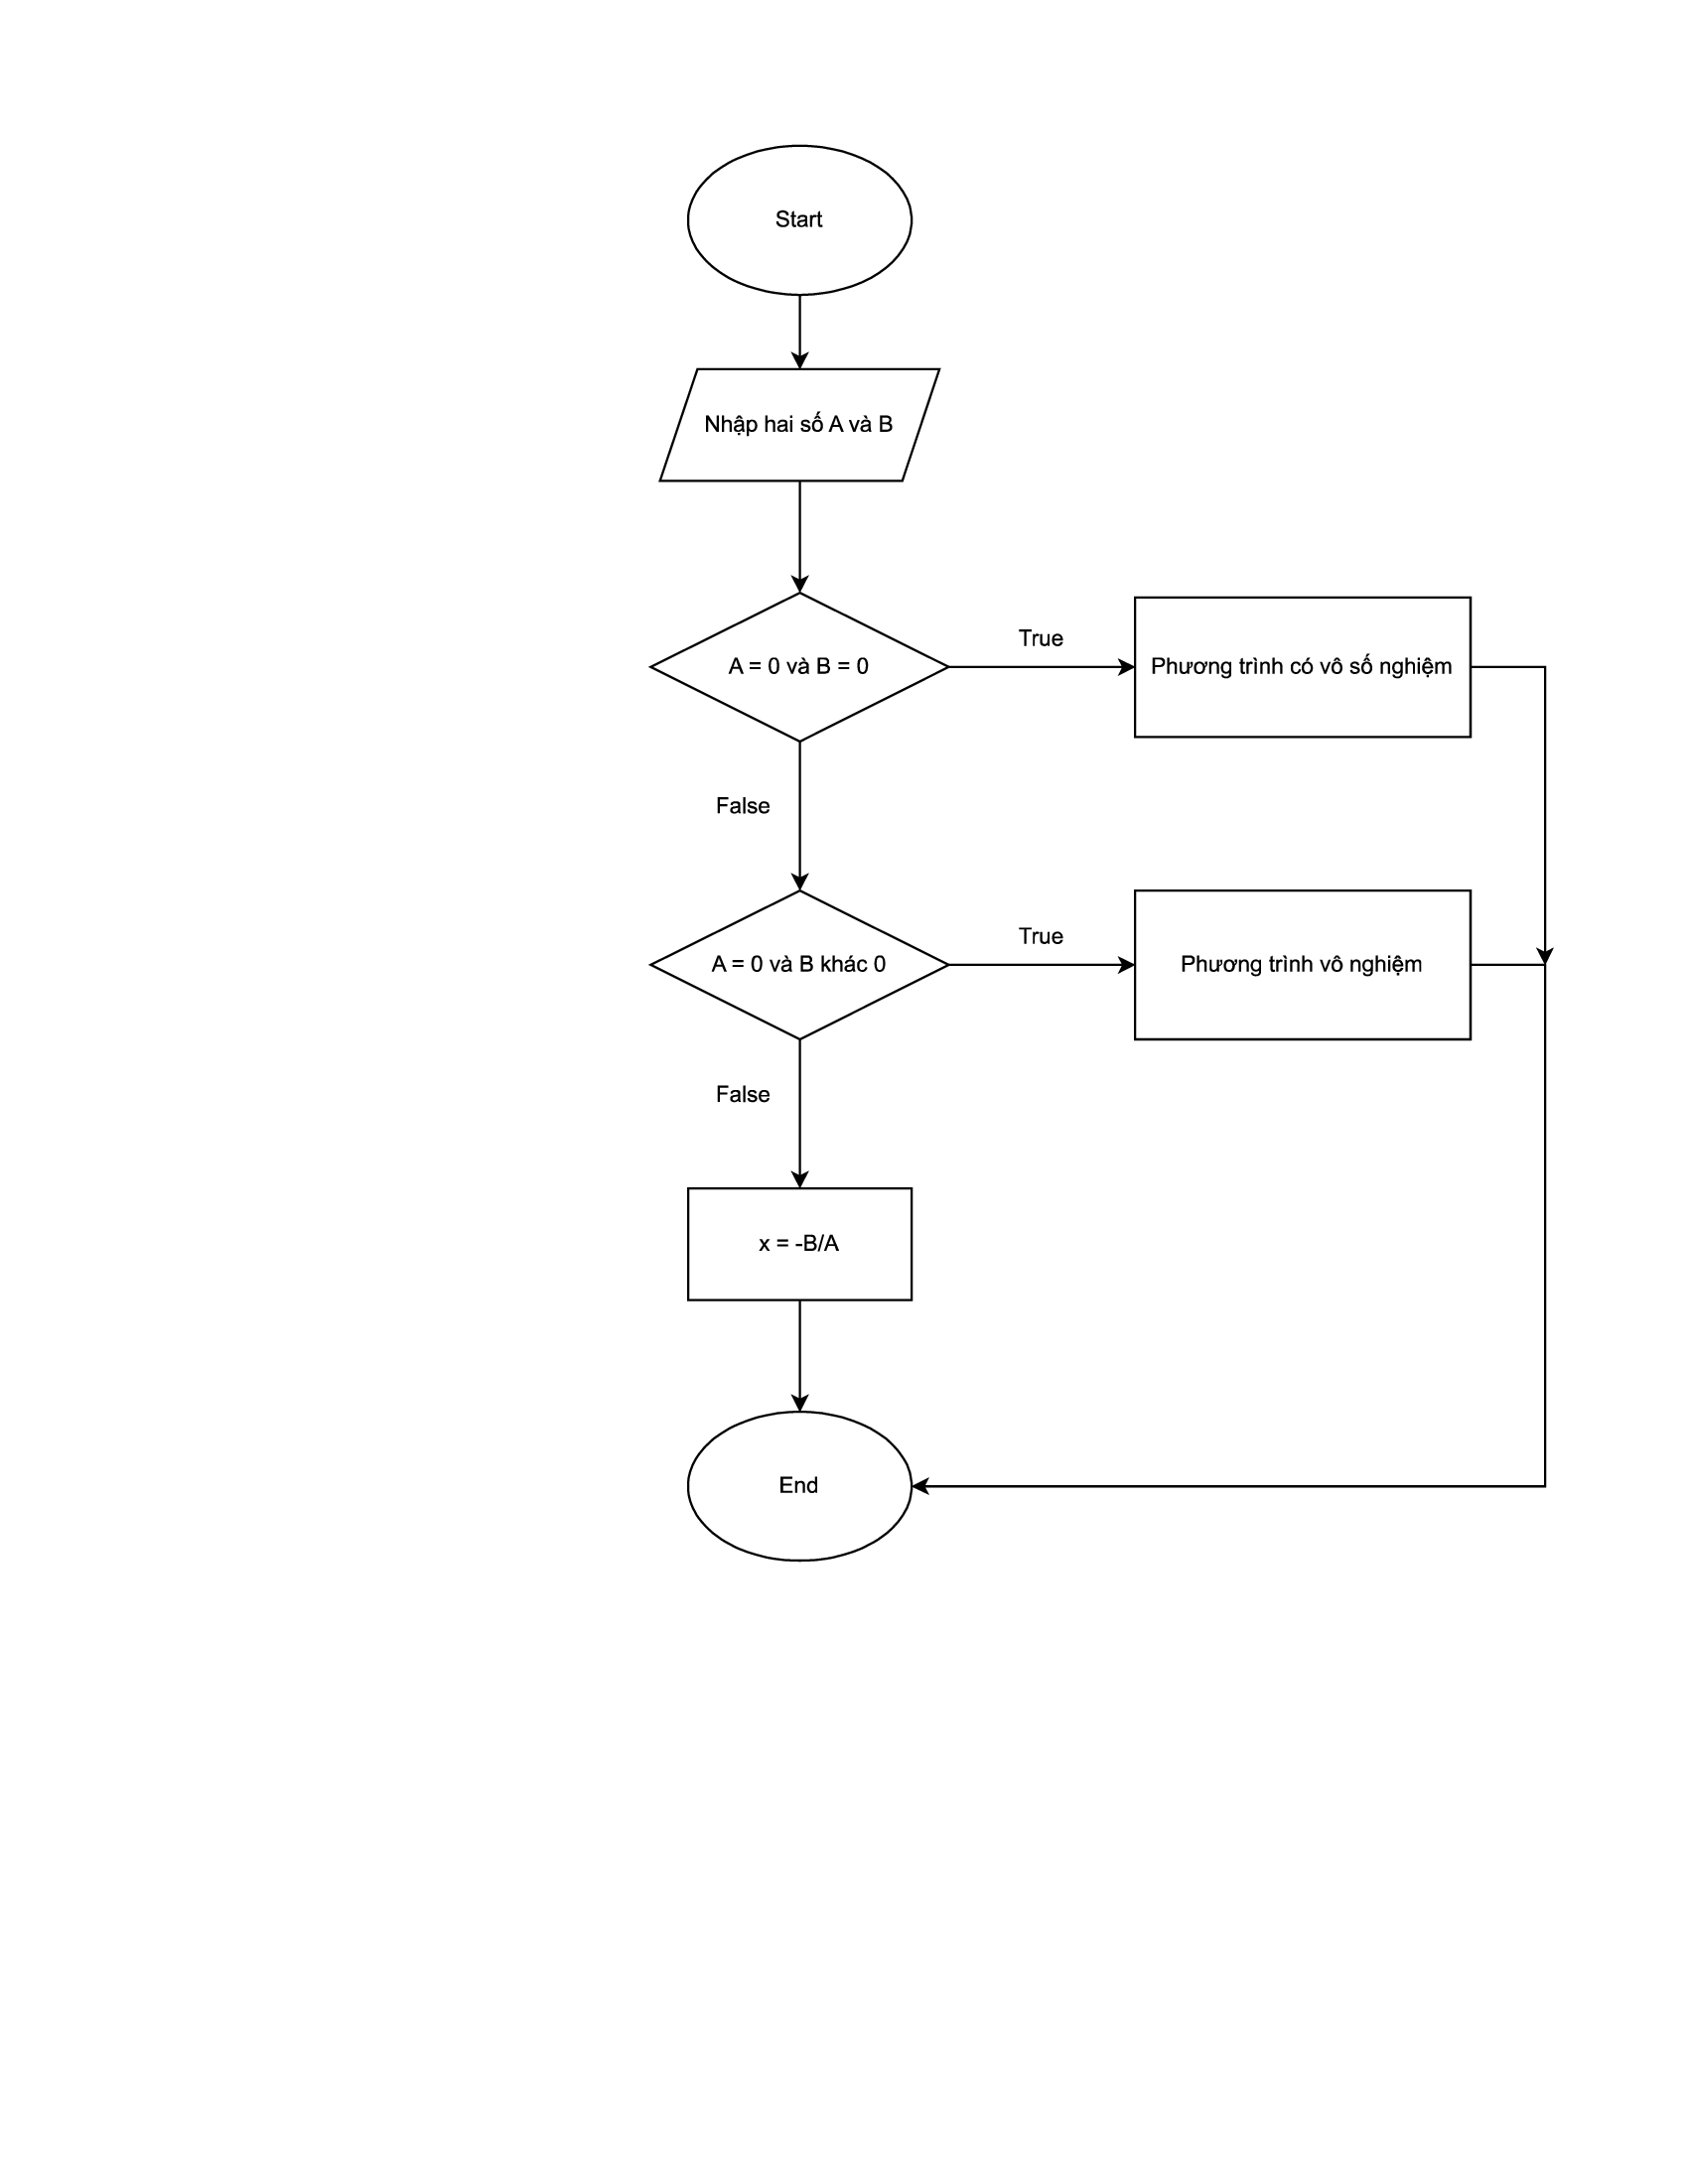 Start
Nhập hai số A và B
A = 0 và B = 0
True
Phương trình có vô số nghiệm
False
A = 0 và B khác 0
True
Phương trình vô nghiệm
False
x = -B/A
End